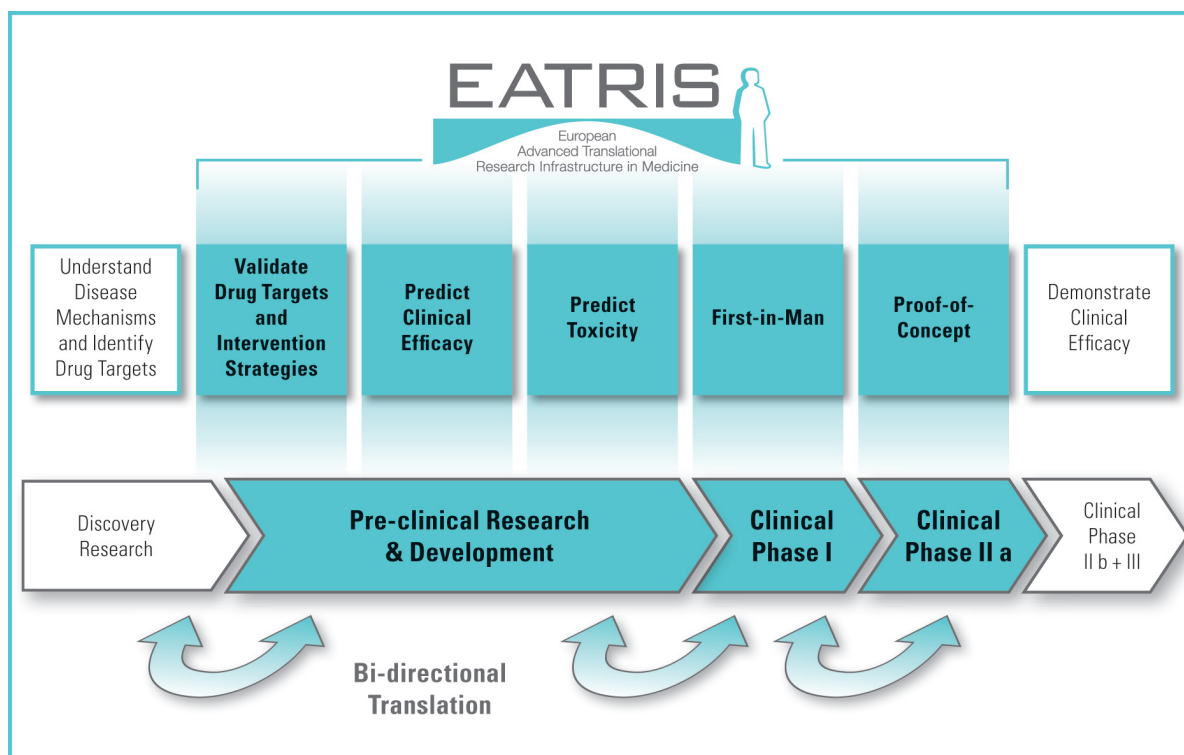 EATRIS
European
Advanced Translational
Research Infrastructure in Medicine
Understand
Disease
Mechanisms
and Identify
Drug Targets
Validate
Drug Targets
and
Intervention
Strategies
Predict
Clinical
Efficacy
Predict
Toxicity
First-in-Man
Proof-of-
Concept
Demonstrate
Clinical
Efficacy
Discovery
Research
Pre-clinical Research
& Development
Clinical
Phase I
Clinical
Phase II a
Clinical
Phase
II b + III
Bi-directional
Translation